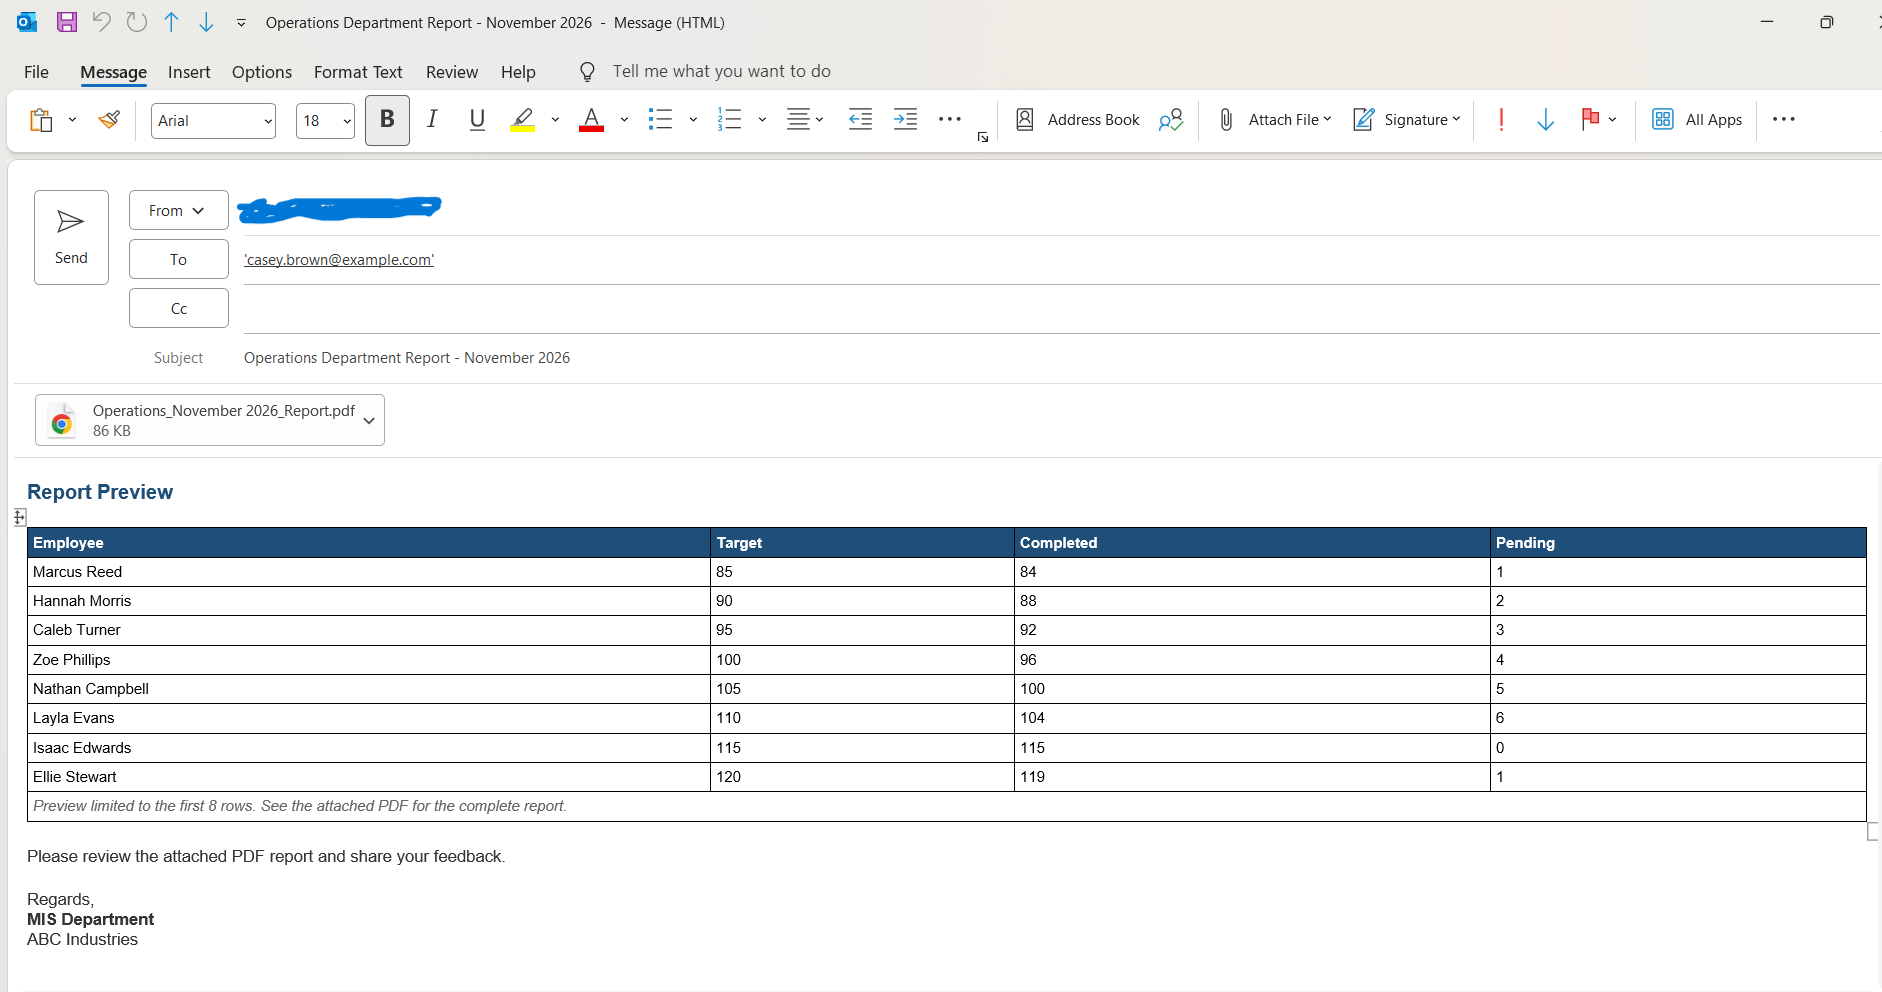 Operations Department Report - November 2026 - Message (HTML)
File Message Insert Options Format Text Review Help Tell me what you want to do
Arial 18 B I U A Address Book Attach File Signature All Apps
Send
From
To 'casey.brown@example.com'
Cc
Subject Operations Department Report - November 2026
Operations_November 2026_Report.pdf
86 KB
Report Preview
Employee Target Completed Pending
Marcus Reed 85 84 1
Hannah Morris 90 88 2
Caleb Turner 95 92 3
Zoe Phillips 100 96 4
Nathan Campbell 105 100 5
Layla Evans 110 104 6
Isaac Edwards 115 115 0
Ellie Stewart 120 119 1
Preview limited to the first 8 rows. See the attached PDF for the complete report.
Please review the attached PDF report and share your feedback.
Regards,
MIS Department
ABC Industries